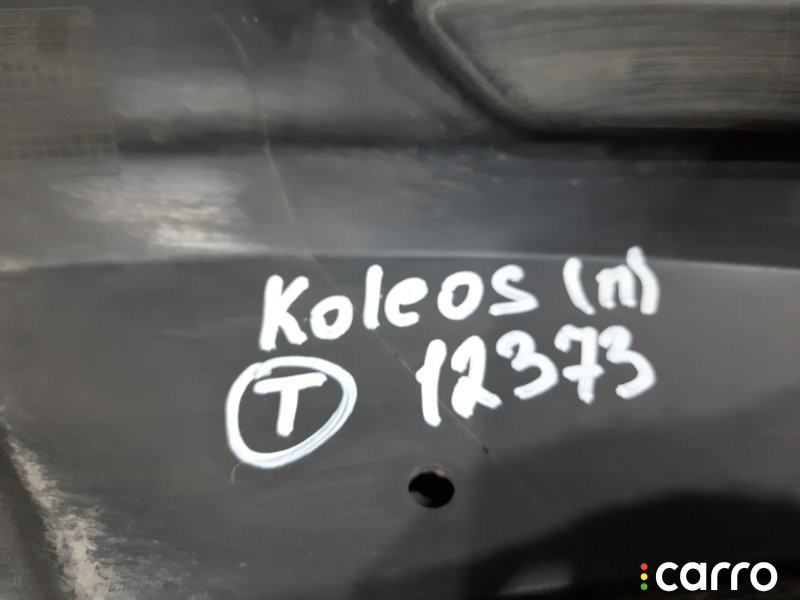 Koleos (п)
T 12373
carro